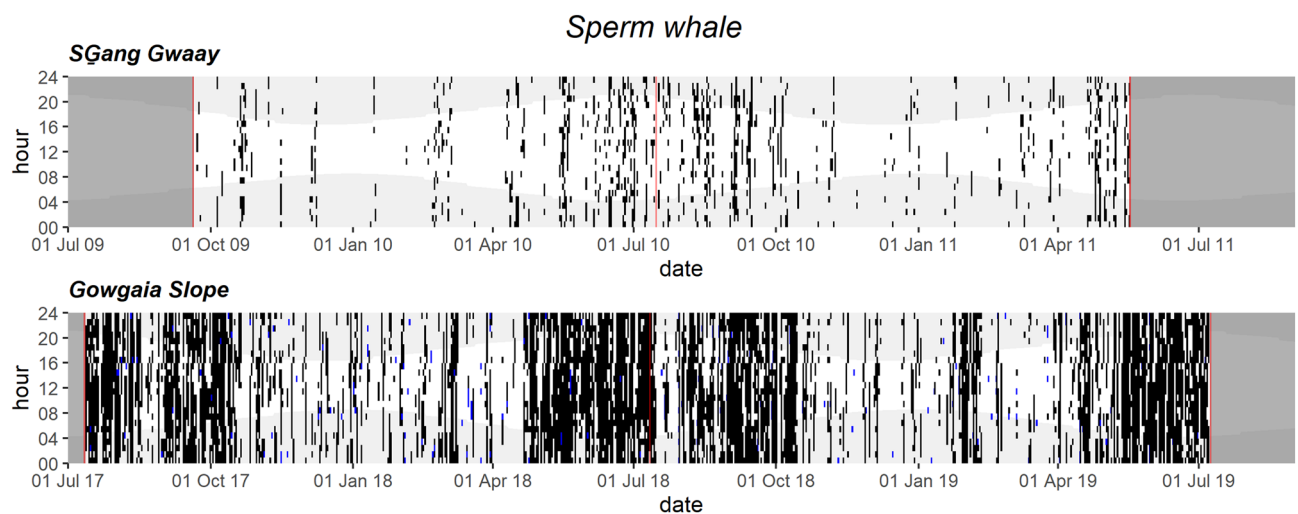 Sperm whale
SG̲ang Gwaay
24
20
16
12
08
04
00
hour
01 Jul 09 01 Oct 09 01 Jan 10 01 Apr 10 01 Jul 10 01 Oct 10 01 Jan 11 01 Apr 11 01 Jul 11
date
Gowgaia Slope
24
20
16
12
08
04
00
hour
01 Jul 17 01 Oct 17 01 Jan 18 01 Apr 18 01 Jul 18 01 Oct 18 01 Jan 19 01 Apr 19 01 Jul 19
date